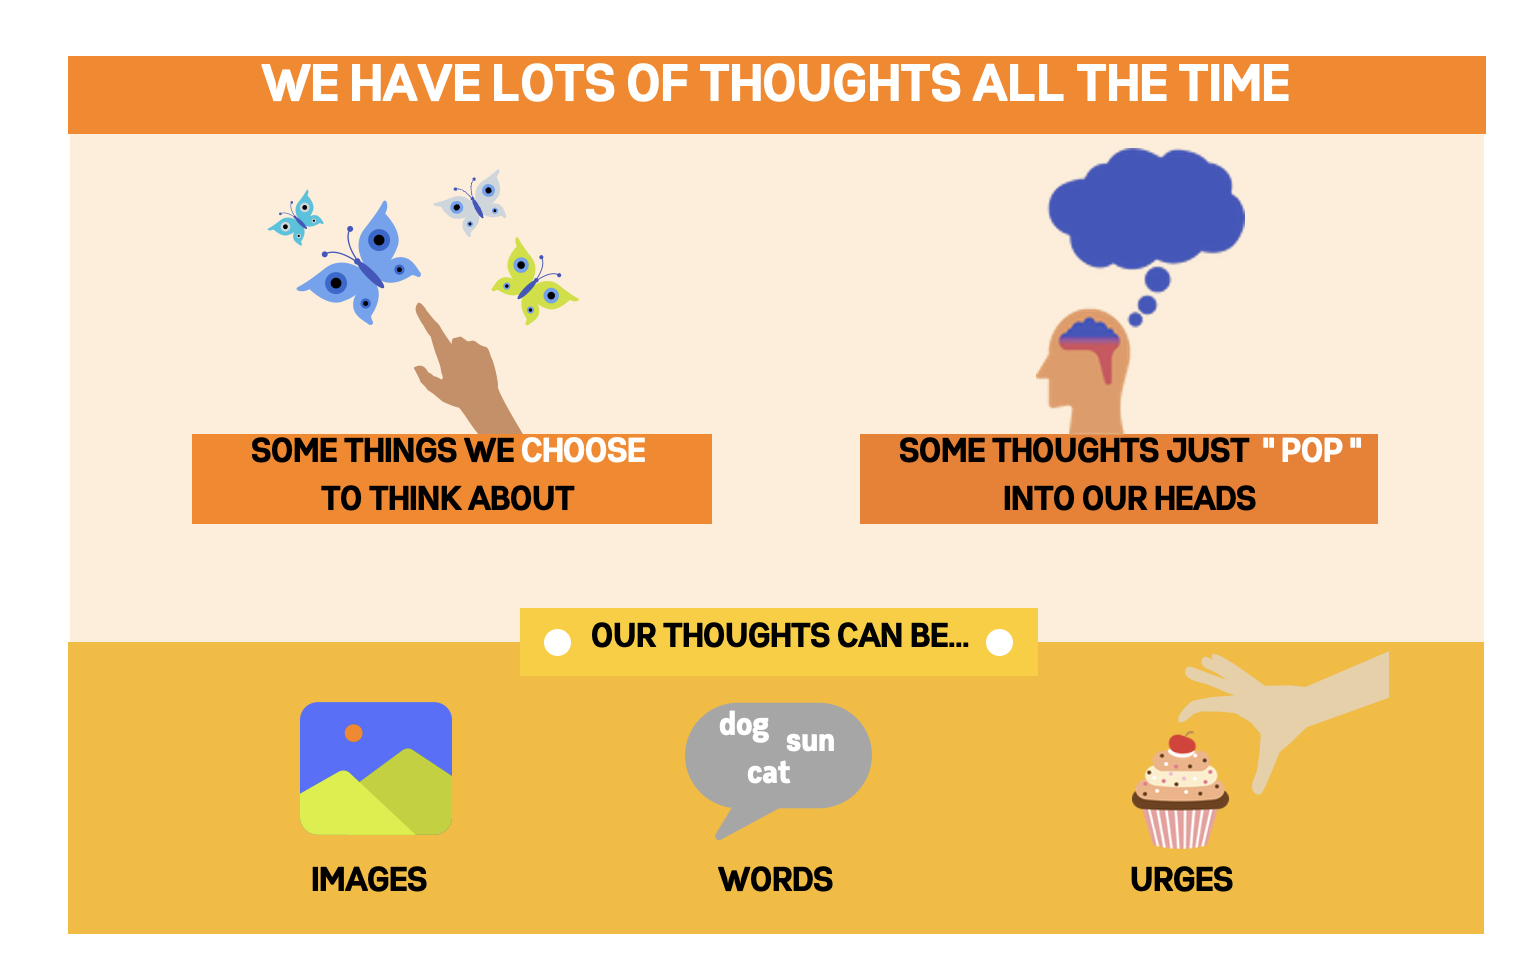 WE HAVE LOTS OF THOUGHTS ALL THE TIME
SOME THINGS WE CHOOSE
TO THINK ABOUT
SOME THOUGHTS JUST " POP "
INTO OUR HEADS
OUR THOUGHTS CAN BE...
dog
sun
cat
IMAGES
WORDS
URGES